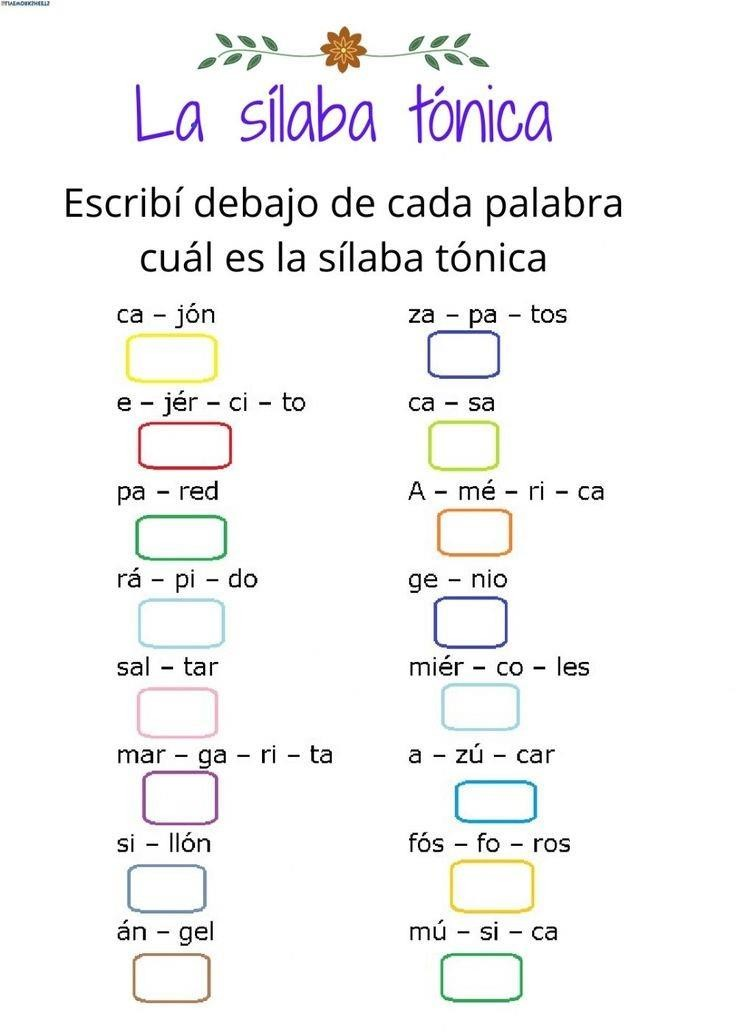 La sílaba tónica
Escribí debajo de cada palabra
cuál es la sílaba tónica
ca – jón
za – pa – tos
e – jér – ci – to
ca – sa
pa – red
A – mé – ri – ca
rá – pi – do
ge – nio
sal – tar
miér – co – les
mar – ga – ri – ta
a – zú – car
si – llón
fós – fo – ros
án – gel
mú – si – ca